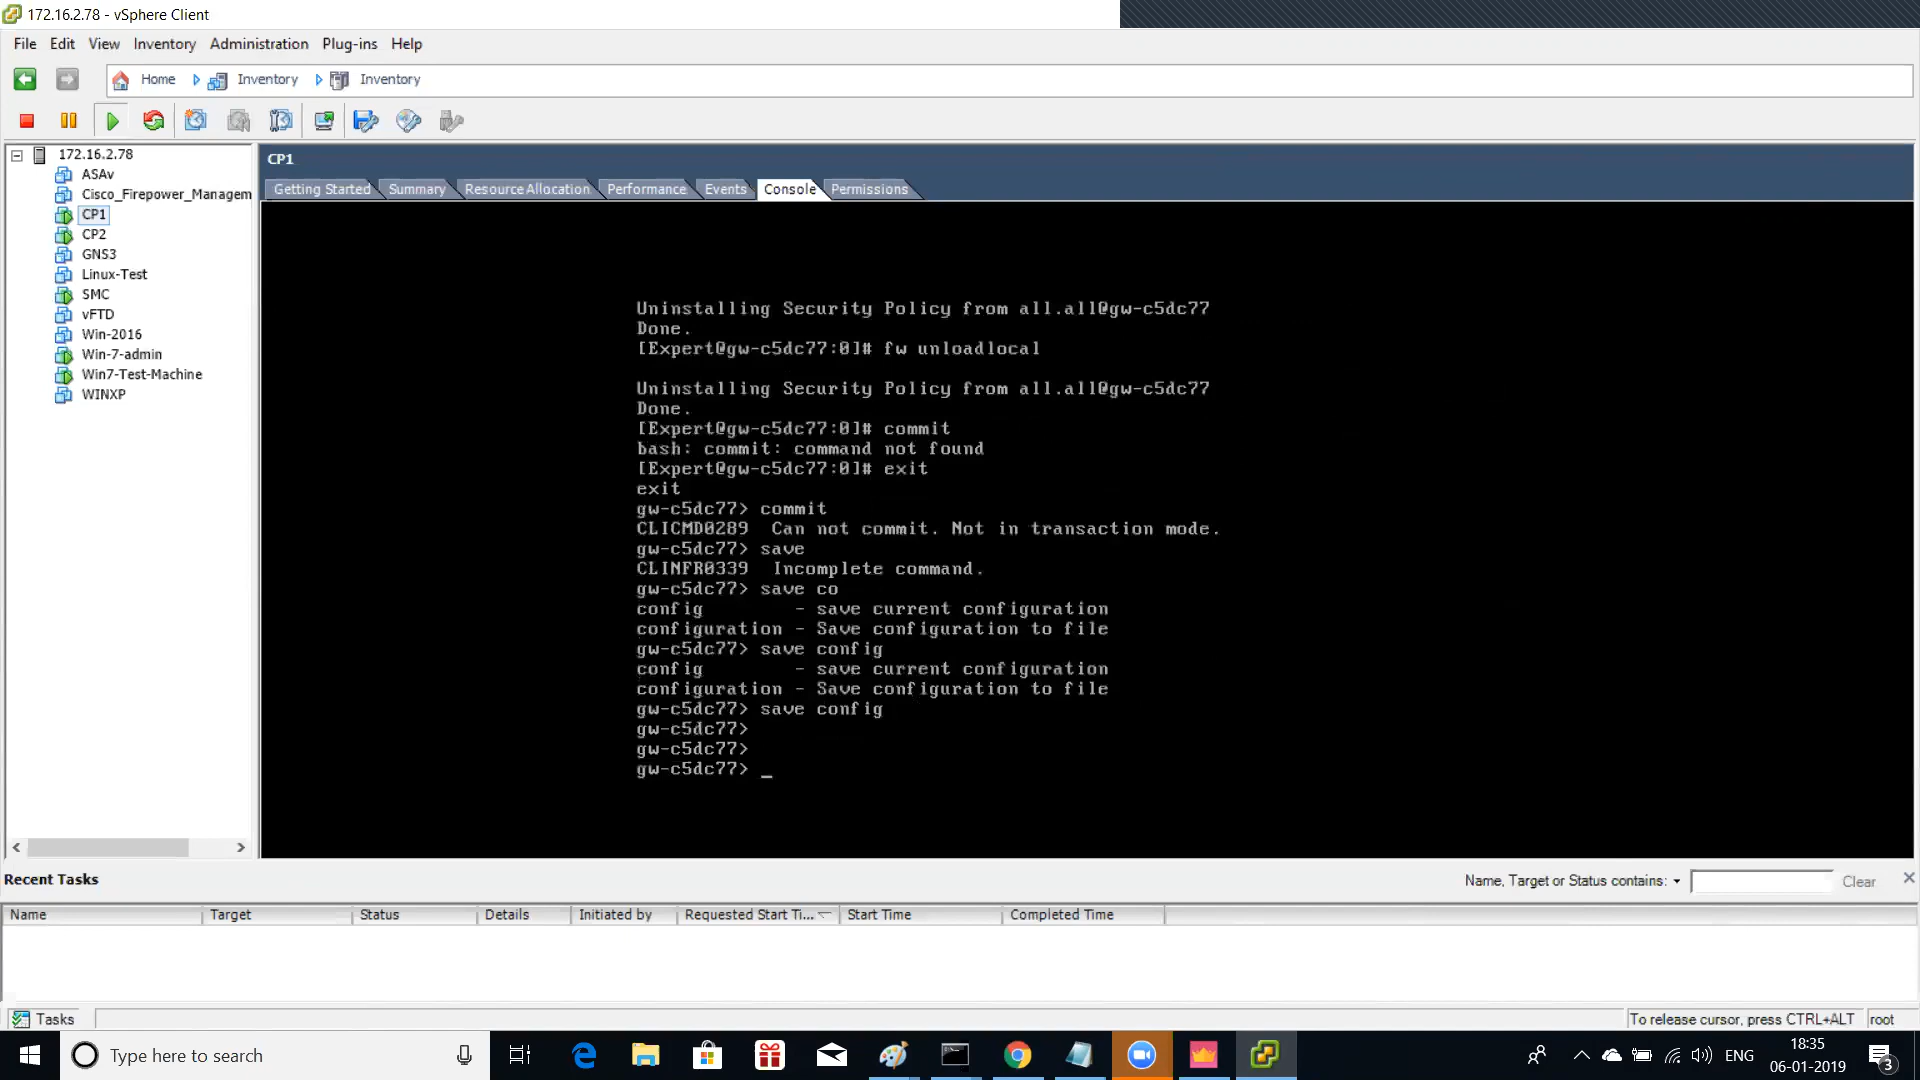 172.16.2.78 - vSphere Client
File Edit View Inventory Administration Plug-ins Help
Home Inventory Inventory
172.16.2.78
ASAv
Cisco_Firepower_Managem
CP1
CP2
GNS3
Linux-Test
SMC
vFTD
Win-2016
Win-7-admin
Win7-Test-Machine
WINXP
CP1
Getting Started Summary Resource Allocation Performance Events Console Permissions
Uninstalling Security Policy from all.all@gw-c5dc77
Done.
[Expert@gw-c5dc77:0]# fw unloadlocal
Uninstalling Security Policy from all.all@gw-c5dc77
Done.
[Expert@gw-c5dc77:0]# commit
bash: commit: command not found
[Expert@gw-c5dc77:0]# exit
exit
gw-c5dc77> commit
CLICMD0289  Can not commit. Not in transaction mode.
gw-c5dc77> save
CLINFR0339  Incomplete command.
gw-c5dc77> save co
config        - save current configuration
configuration - Save configuration to file
gw-c5dc77> save config
config        - save current configuration
configuration - Save configuration to file
gw-c5dc77> save config
gw-c5dc77>
gw-c5dc77>
gw-c5dc77> _
Recent Tasks
Name, Target or Status contains: Clear
Name Target Status Details Initiated by Requested Start Ti... Start Time Completed Time
Tasks
To release cursor, press CTRL+ALT root
Type here to search
ENG
18:35
06-01-2019
3